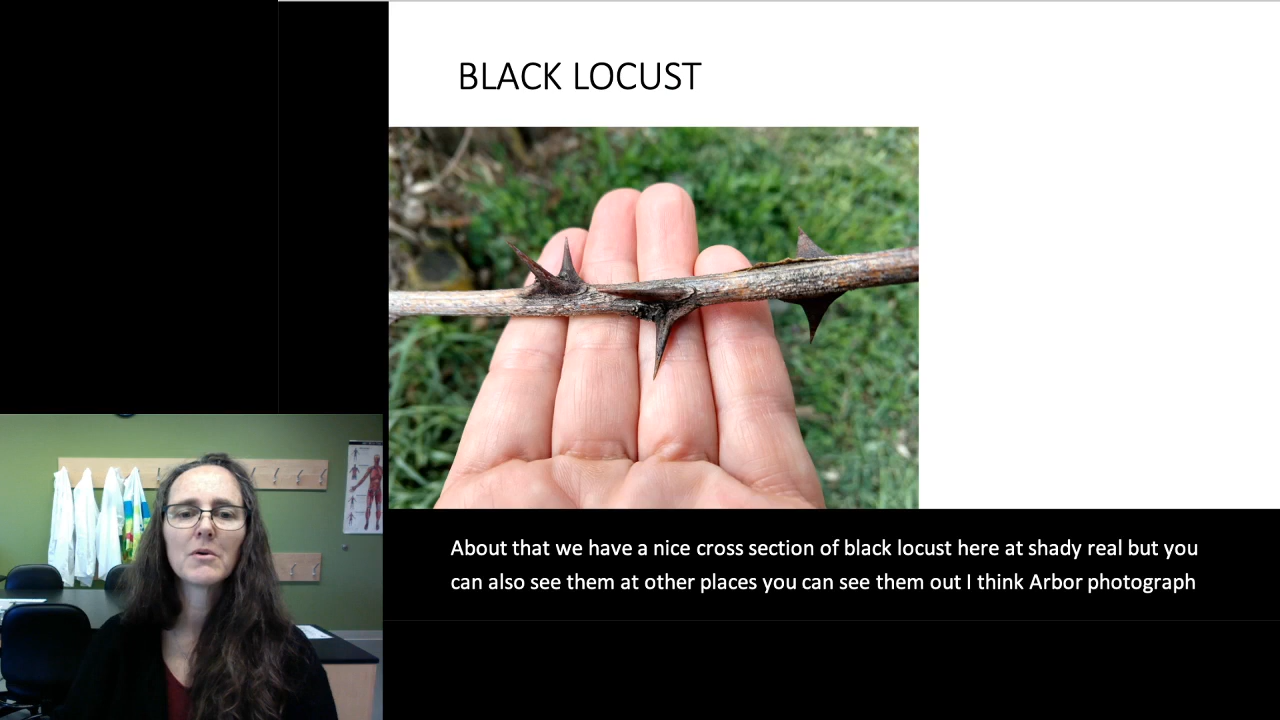 BLACK LOCUST
About that we have a nice cross section of black locust here at shady real but you
can also see them at other places you can see them out I think Arbor photograph